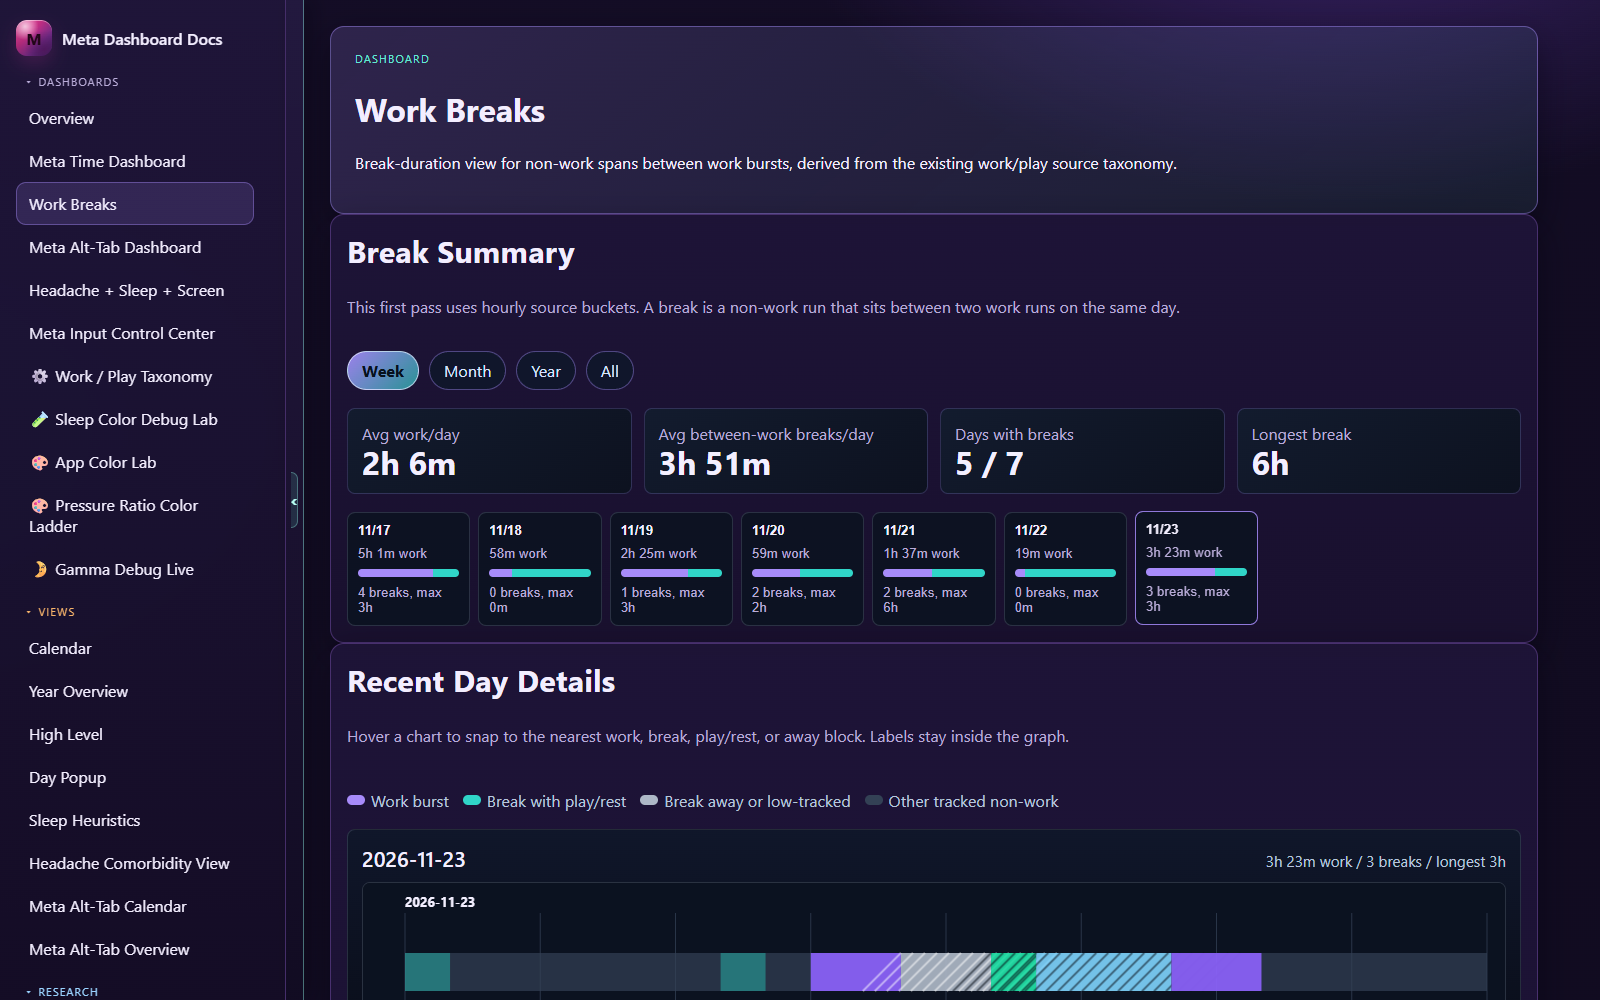 M
Meta Dashboard Docs
DASHBOARDS
Overview
Meta Time Dashboard
Work Breaks
Meta Alt-Tab Dashboard
Headache + Sleep + Screen
Meta Input Control Center
Work / Play Taxonomy
Sleep Color Debug Lab
App Color Lab
Pressure Ratio Color
Ladder
Gamma Debug Live
VIEWS
Calendar
Year Overview
High Level
Day Popup
Sleep Heuristics
Headache Comorbidity View
Meta Alt-Tab Calendar
Meta Alt-Tab Overview
RESEARCH
DASHBOARD
Work Breaks
Break-duration view for non-work spans between work bursts, derived from the existing work/play source taxonomy.
Break Summary
This first pass uses hourly source buckets. A break is a non-work run that sits between two work runs on the same day.
Week Month Year All
Avg work/day
2h 6m
Avg between-work breaks/day
3h 51m
Days with breaks
5 / 7
Longest break
6h
11/17
5h 1m work
4 breaks, max
3h
11/18
58m work
0 breaks, max
0m
11/19
2h 25m work
1 breaks, max
3h
11/20
59m work
2 breaks, max
2h
11/21
1h 37m work
2 breaks, max
6h
11/22
19m work
0 breaks, max
0m
11/23
3h 23m work
3 breaks, max
3h
Recent Day Details
Hover a chart to snap to the nearest work, break, play/rest, or away block. Labels stay inside the graph.
Work burst Break with play/rest Break away or low-tracked Other tracked non-work
2026-11-23
3h 23m work / 3 breaks / longest 3h
2026-11-23